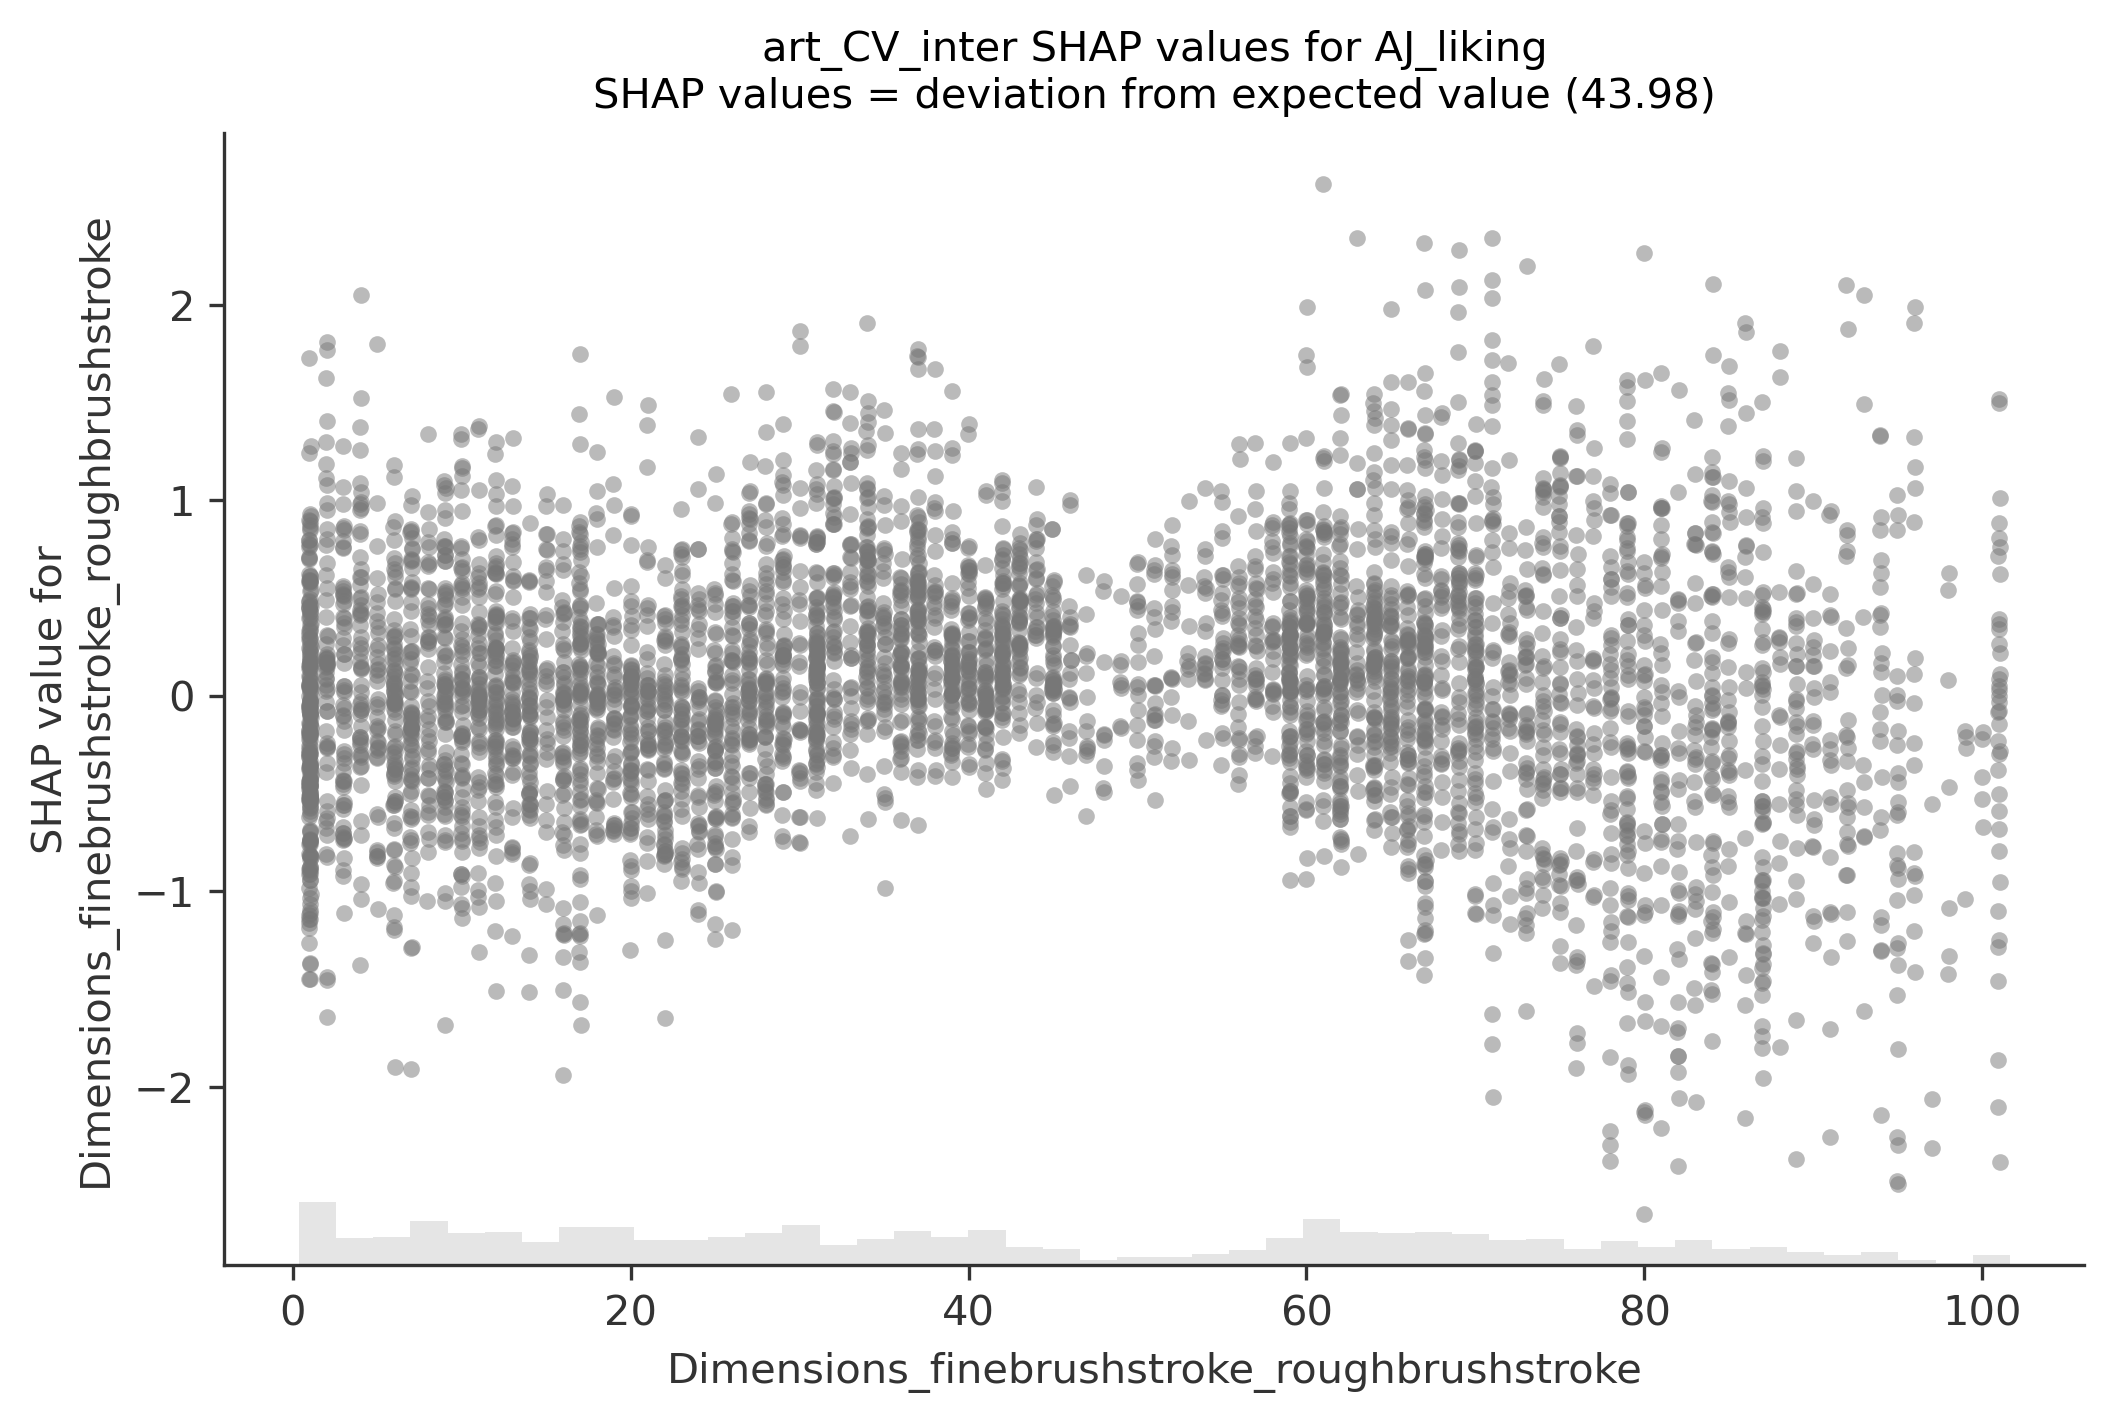 art_CV_inter SHAP values for AJ_liking
SHAP values = deviation from expected value (43.98)
SHAP value for
Dimensions_finebrushstroke_roughbrushstroke
2
1
0
−1
−2
0 20 40 60 80 100
Dimensions_finebrushstroke_roughbrushstroke